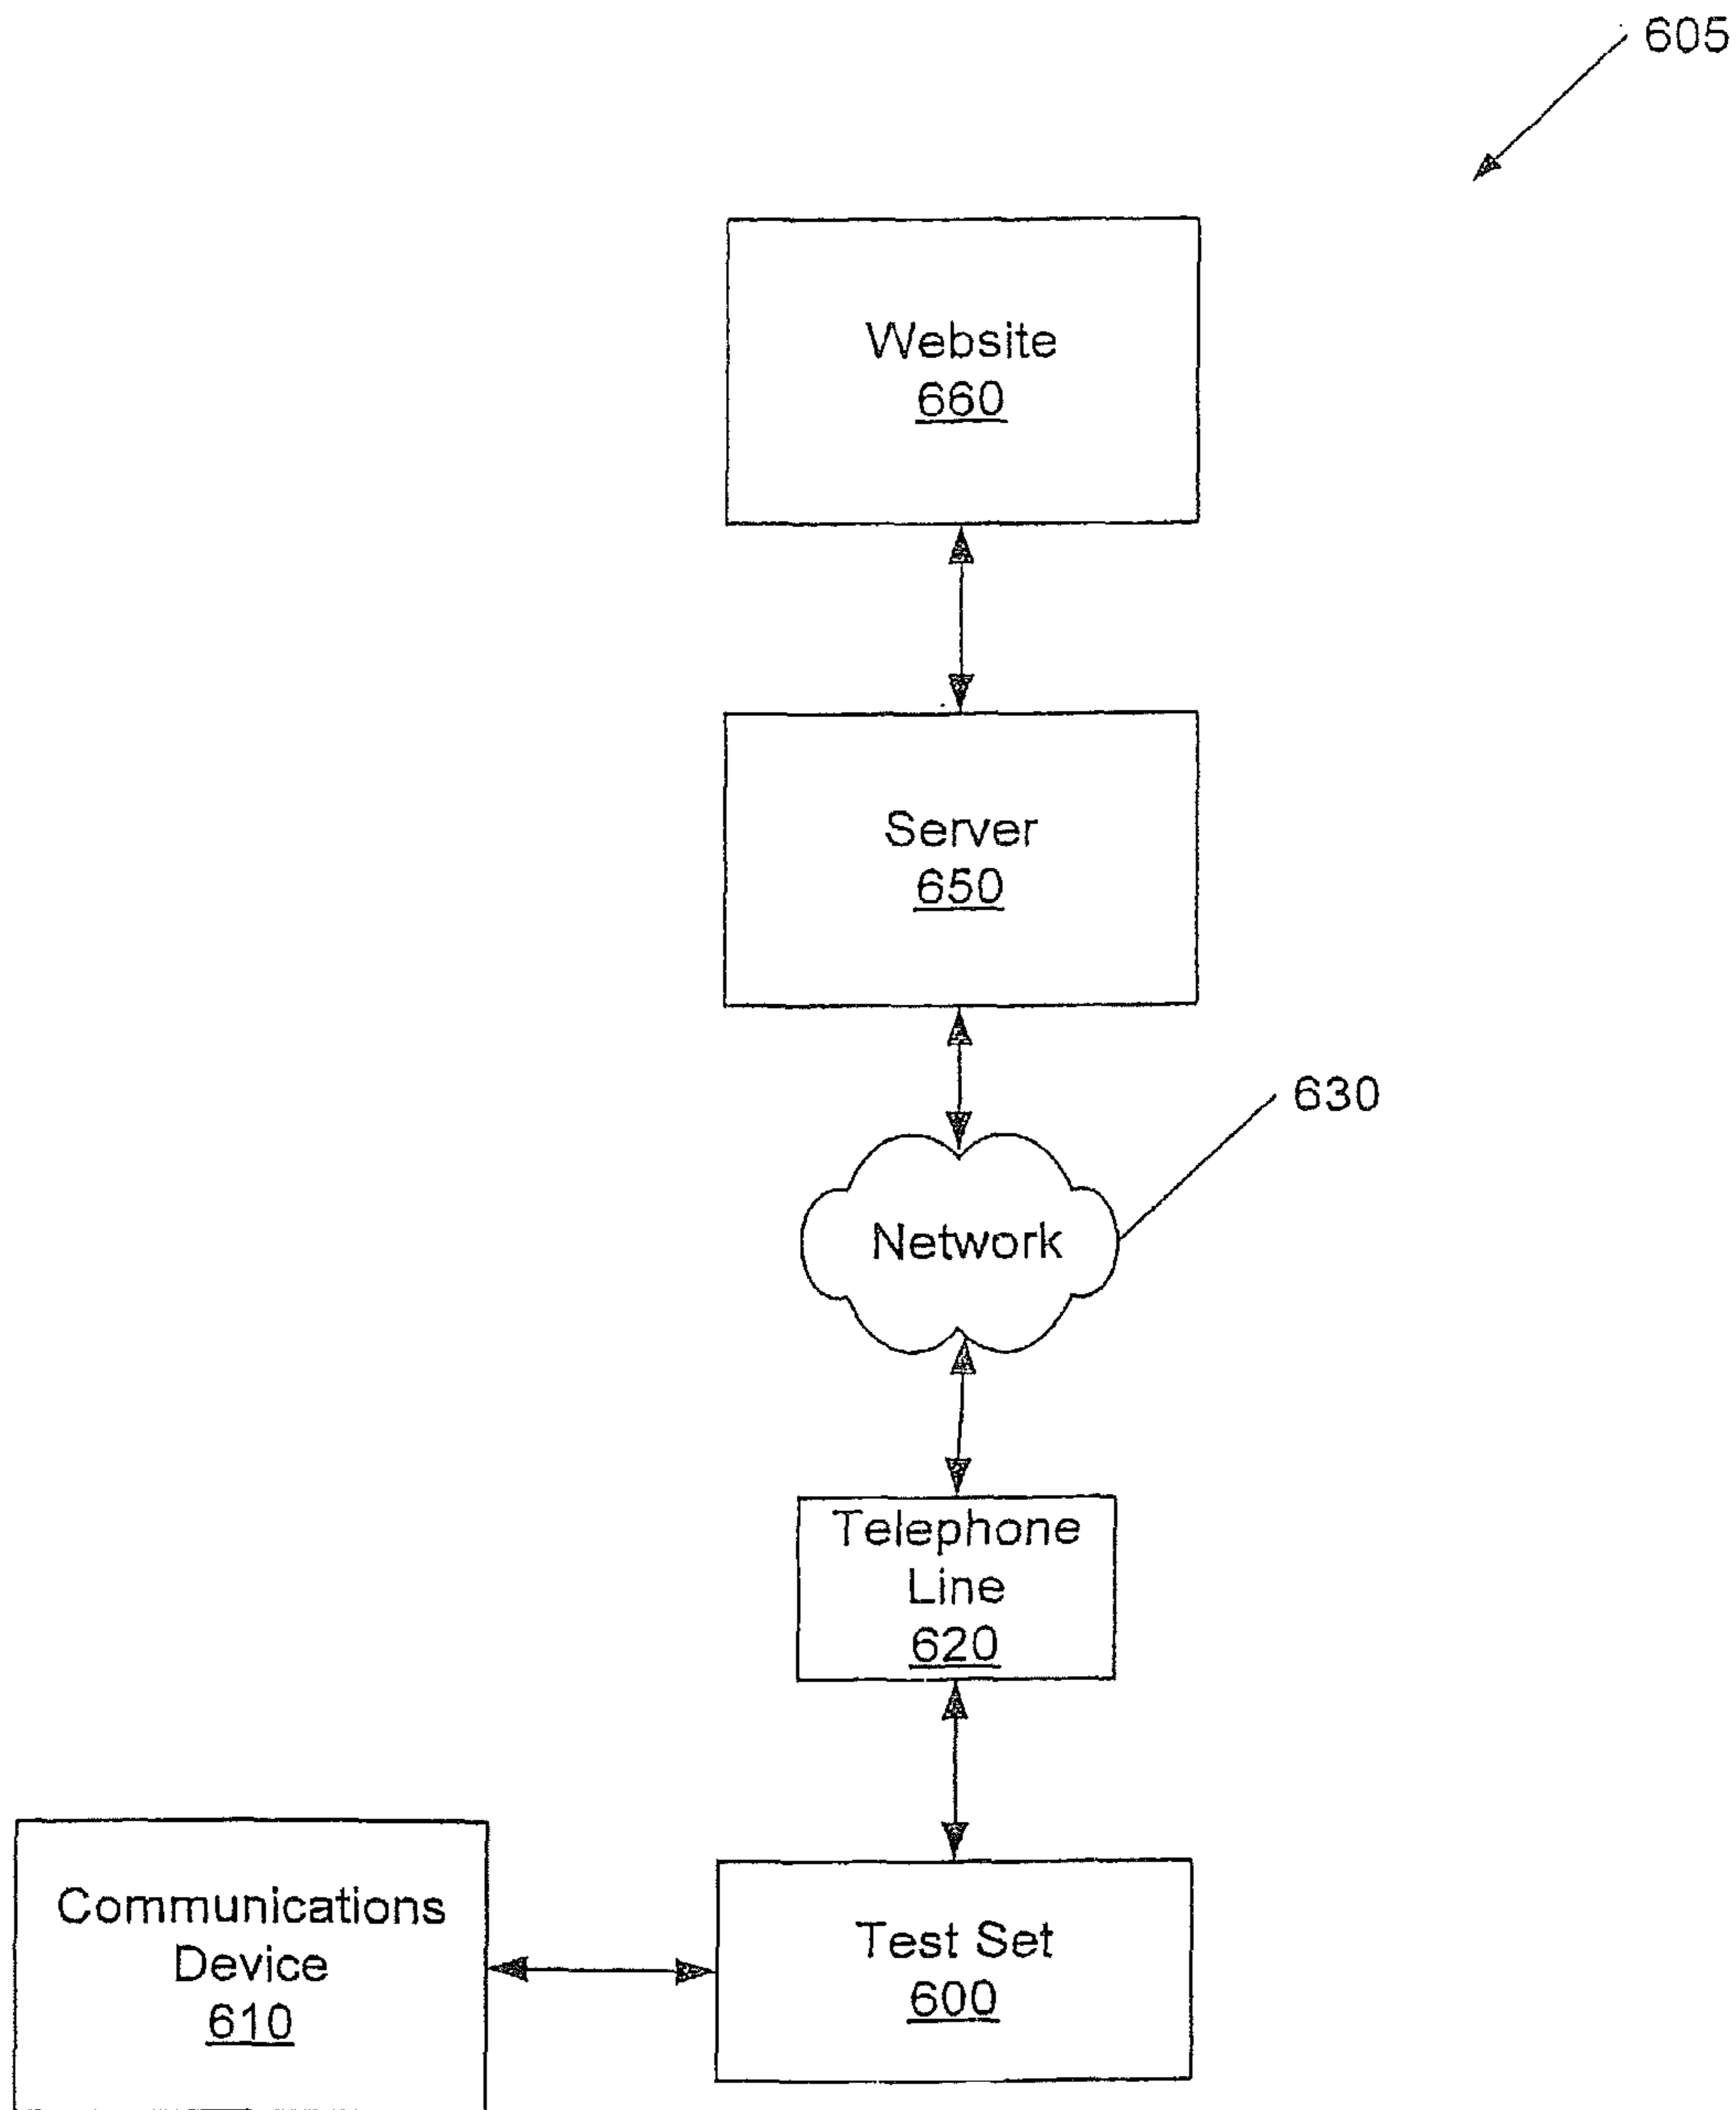 605
Website
660
Server
650
630
Network
Telephone
Line
620
Communications
Device
610
Test Set
600